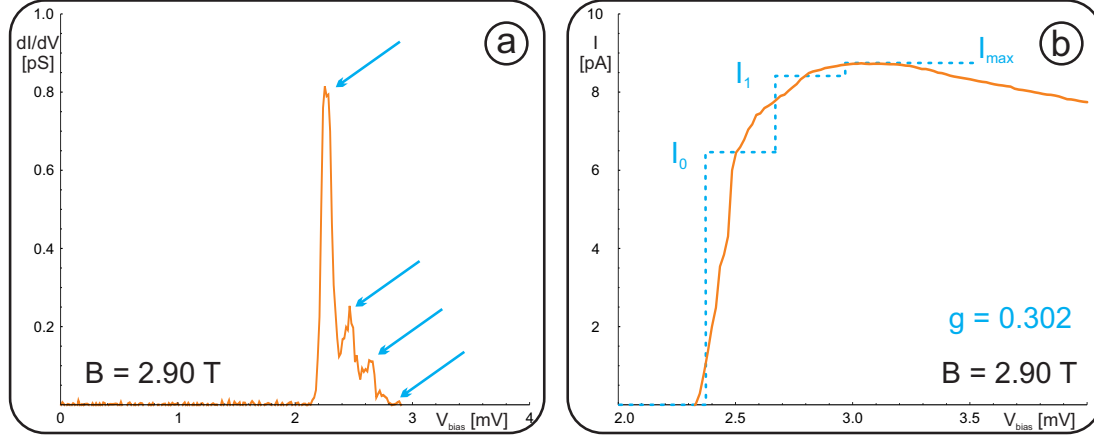 a
dI/dV
[pS]
1.0
0.8
0.6
0.4
0.2
B = 2.90 T
0
1
2
3
4
V_bias [mV]
b
I
[pA]
10
8
6
4
2
I_0
I_1
I_max
g = 0.302
B = 2.90 T
2.0
2.5
3.0
3.5
V_bias [mV]